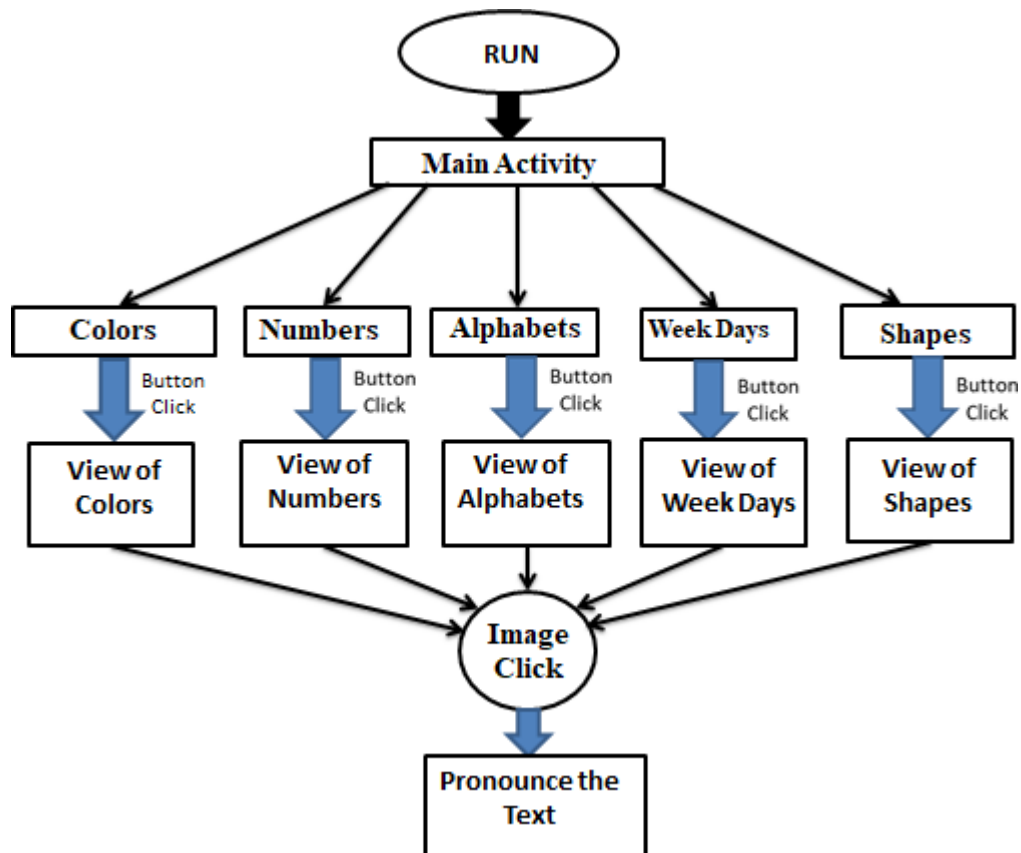 RUN
Main Activity
Colors
Numbers
Alphabets
Week Days
Shapes
Button
Click
Button
Click
Button
Click
Button
Click
Button
Click
View of
Colors
View of
Numbers
View of
Alphabets
View of
Week Days
View of
Shapes
Image
Click
Pronounce the
Text